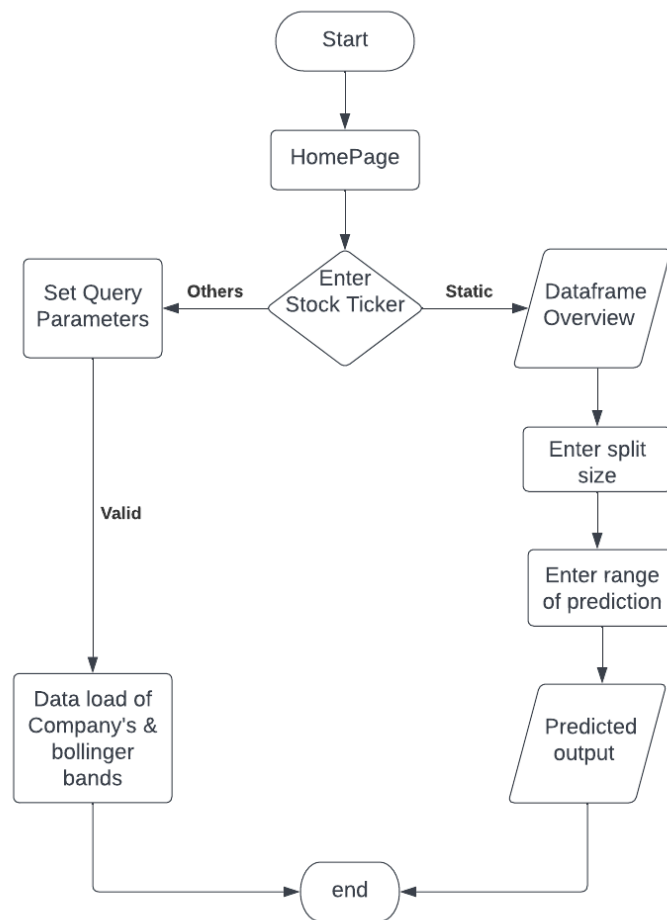 Start
HomePage
Enter
Stock Ticker
Others
Static
Set Query
Parameters
Dataframe
Overview
Enter split
size
Valid
Enter range
of prediction
Data load of
Company's &
bollinger
bands
Predicted
output
end